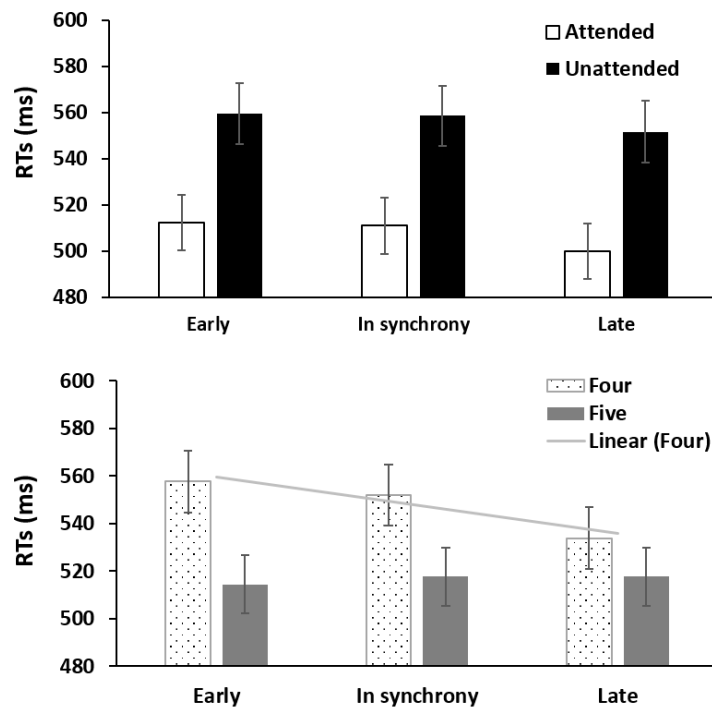 600
580
560
540
520
500
480
RTs (ms)
Attended
Unattended
Early
In synchrony
Late
600
580
560
540
520
500
480
RTs (ms)
Four
Five
Linear (Four)
Early
In synchrony
Late